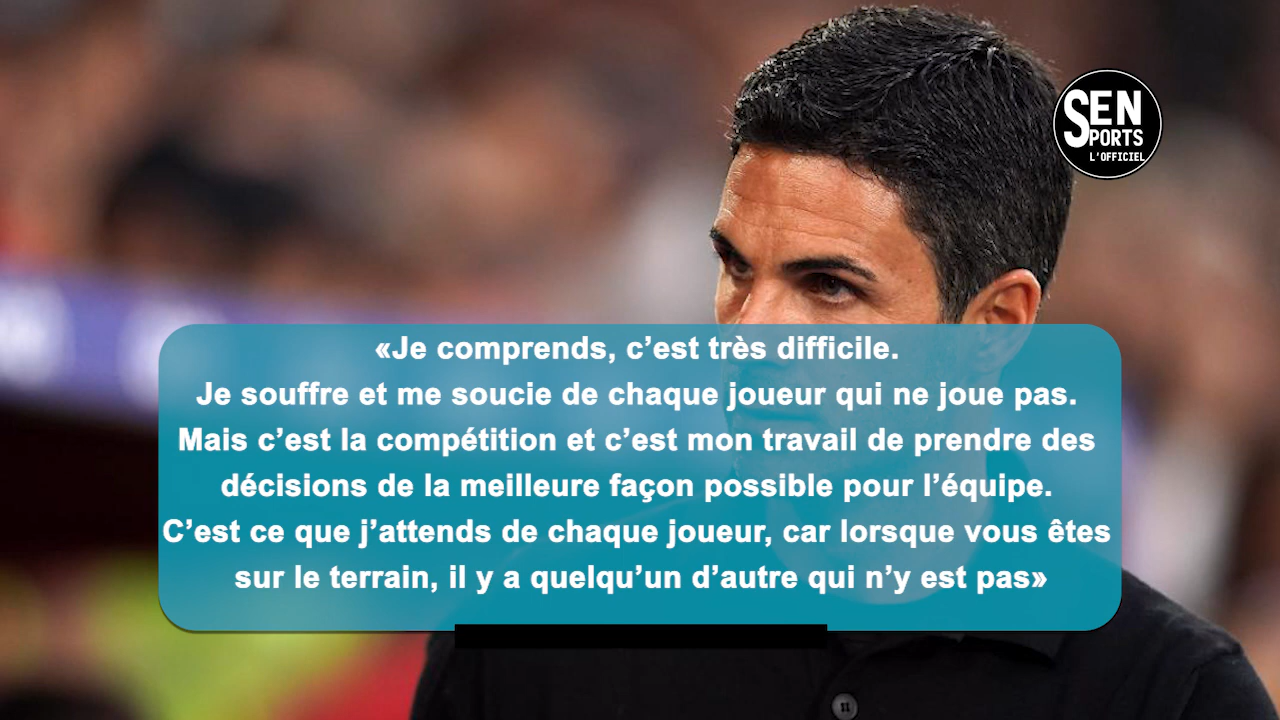 SEN
SPORTS
L'OFFICIEL
«Je comprends, c’est très difficile.
Je souffre et me soucie de chaque joueur qui ne joue pas.
Mais c’est la compétition et c’est mon travail de prendre des
décisions de la meilleure façon possible pour l’équipe.
C’est ce que j’attends de chaque joueur, car lorsque vous êtes
sur le terrain, il y a quelqu’un d’autre qui n’y est pas»